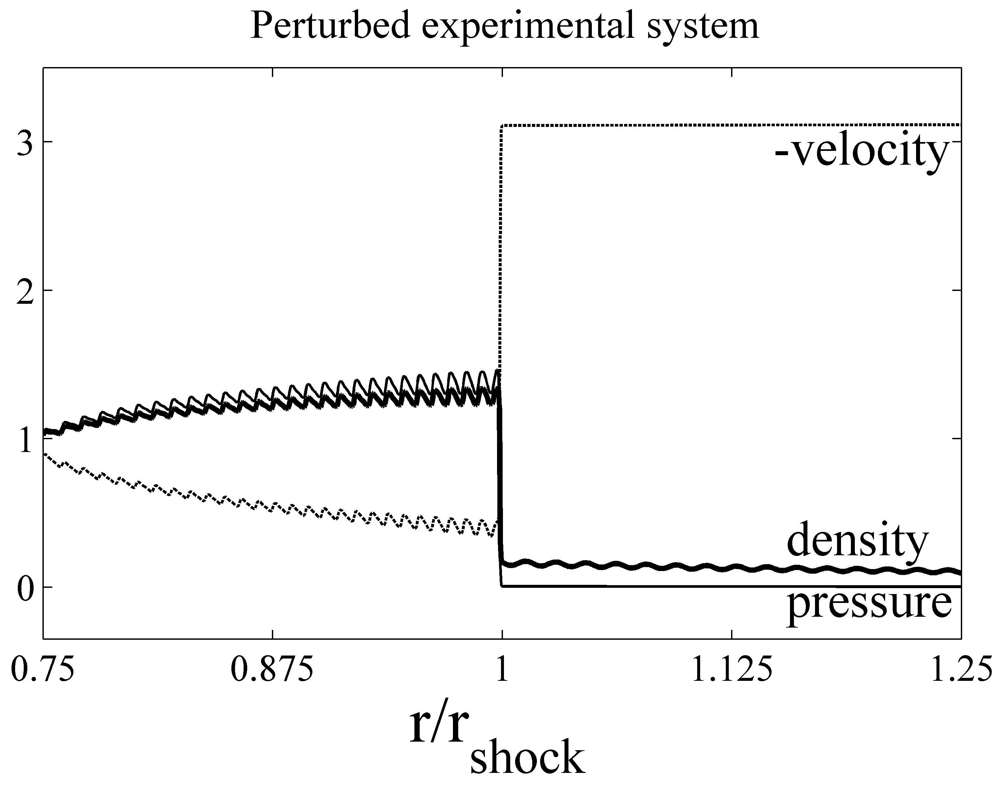 Perturbed experimental system
3
-velocity
2
1
density
0
pressure
0.75 0.875 1 1.125 1.25
r/r
shock